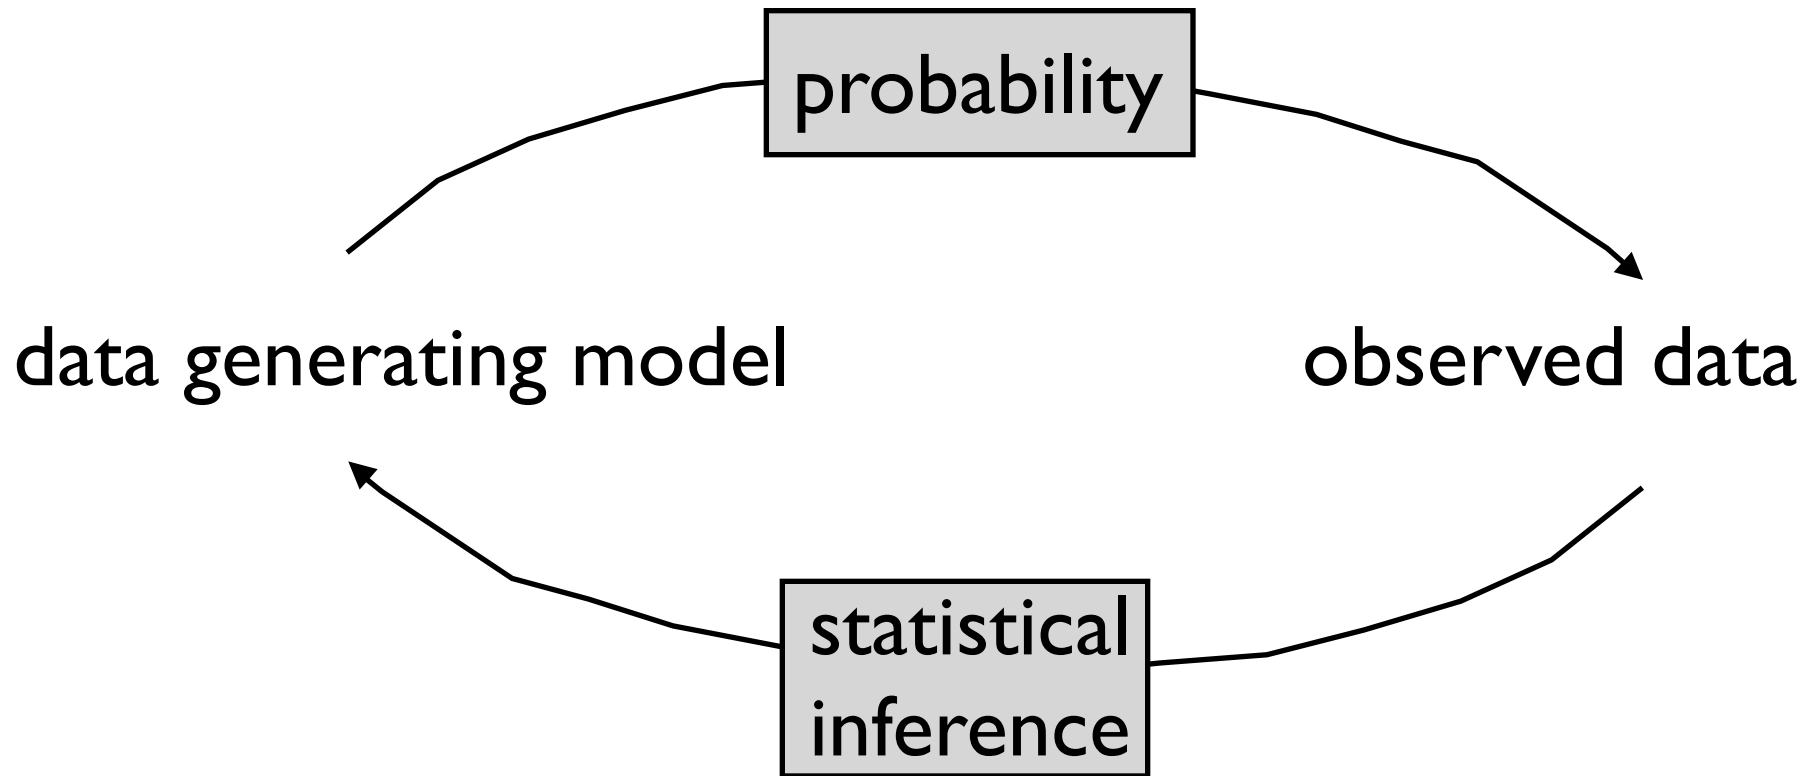 probability
data generating model
observed data
statistical
inference